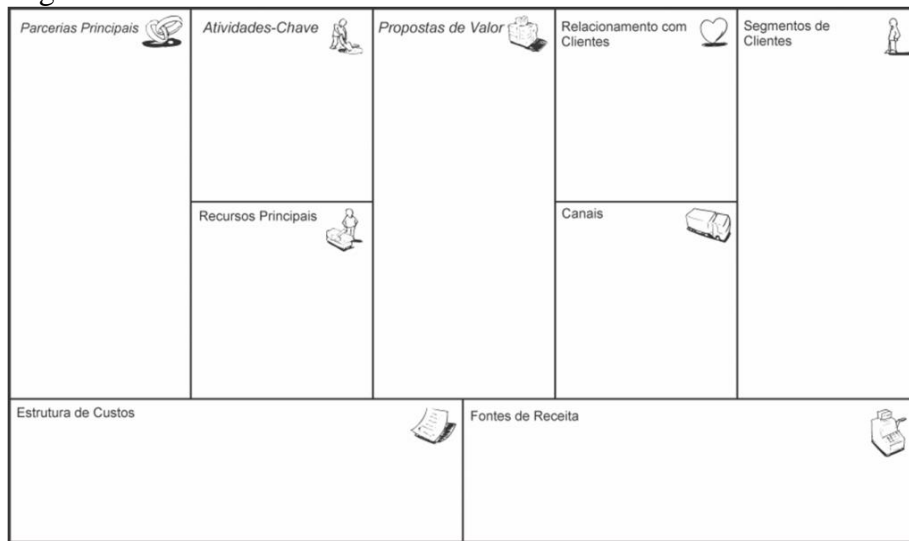 Parcerias Principais
Atividades-Chave
Propostas de Valor
Relacionamento com
Clientes
Segmentos de
Clientes
Recursos Principais
Canais
Estrutura de Custos
Fontes de Receita